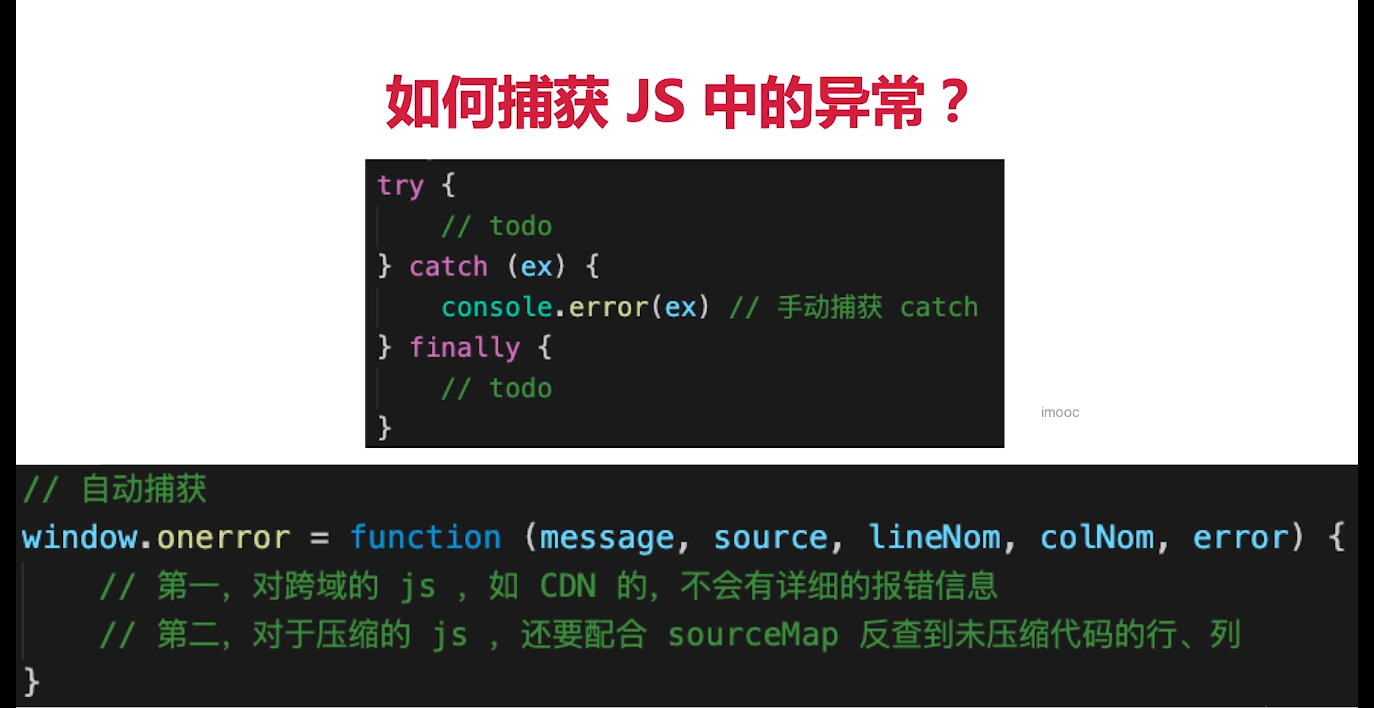 如何捕获 JS 中的异常？
try {
    // todo
} catch (ex) {
    console.error(ex) // 手动捕获 catch
} finally {
    // todo
}
imooc
// 自动捕获
window.onerror = function (message, source, lineNom, colNom, error) {
    // 第一，对跨域的 js ，如 CDN 的，不会有详细的报错信息
    // 第二，对于压缩的 js ，还要配合 sourceMap 反查到未压缩代码的行、列
}